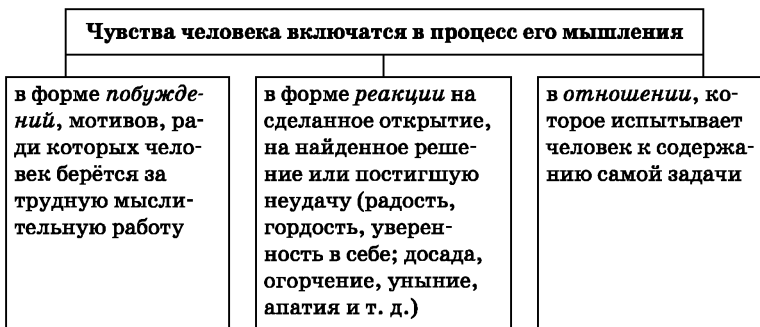 Чувства человека включатся в процесс его мышления
в форме побужде-
ний, мотивов, ра-
ди которых чело-
век берётся за
трудную мысли-
тельную работу
в форме реакции на
сделанное открытие,
на найденное реше-
ние или постигшую
неудачу (радость,
гордость, уверен-
ность в себе; досада,
огорчение, уныние,
апатия и т. д.)
в отношении, ко-
торое испытывает
человек к содержа-
нию самой задачи